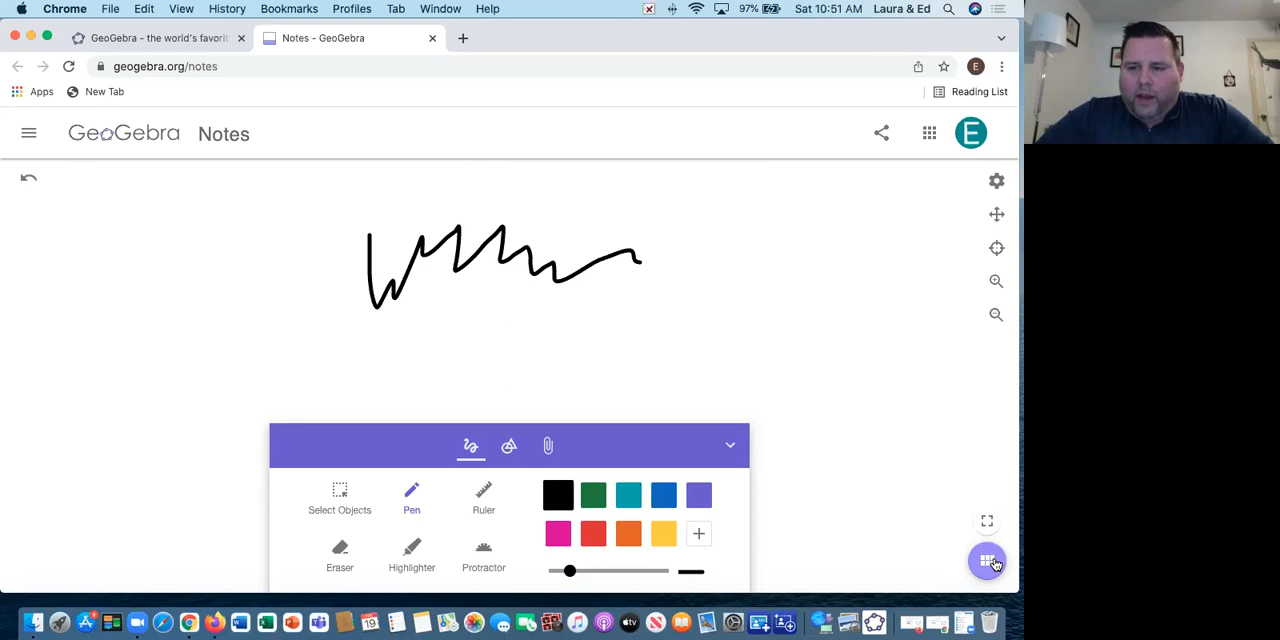 Chrome File Edit View History Bookmarks Profiles Tab Window Help 97% Sat 10:51 AM Laura & Ed
GeoGebra - the world's favorit Notes - GeoGebra
geogebra.org/notes E
Apps New Tab Reading List
GeoGebra Notes E
Select Objects Pen Ruler
Eraser Highlighter Protractor